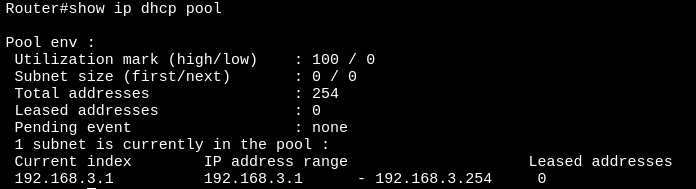 Router#show ip dhcp pool
Pool env :
Utilization mark (high/low) : 100 / 0
Subnet size (first/next) : 0 / 0
Total addresses : 254
Leased addresses : 0
Pending event : none
1 subnet is currently in the pool :
Current index IP address range Leased addresses
192.168.3.1 192.168.3.1 - 192.168.3.254 0